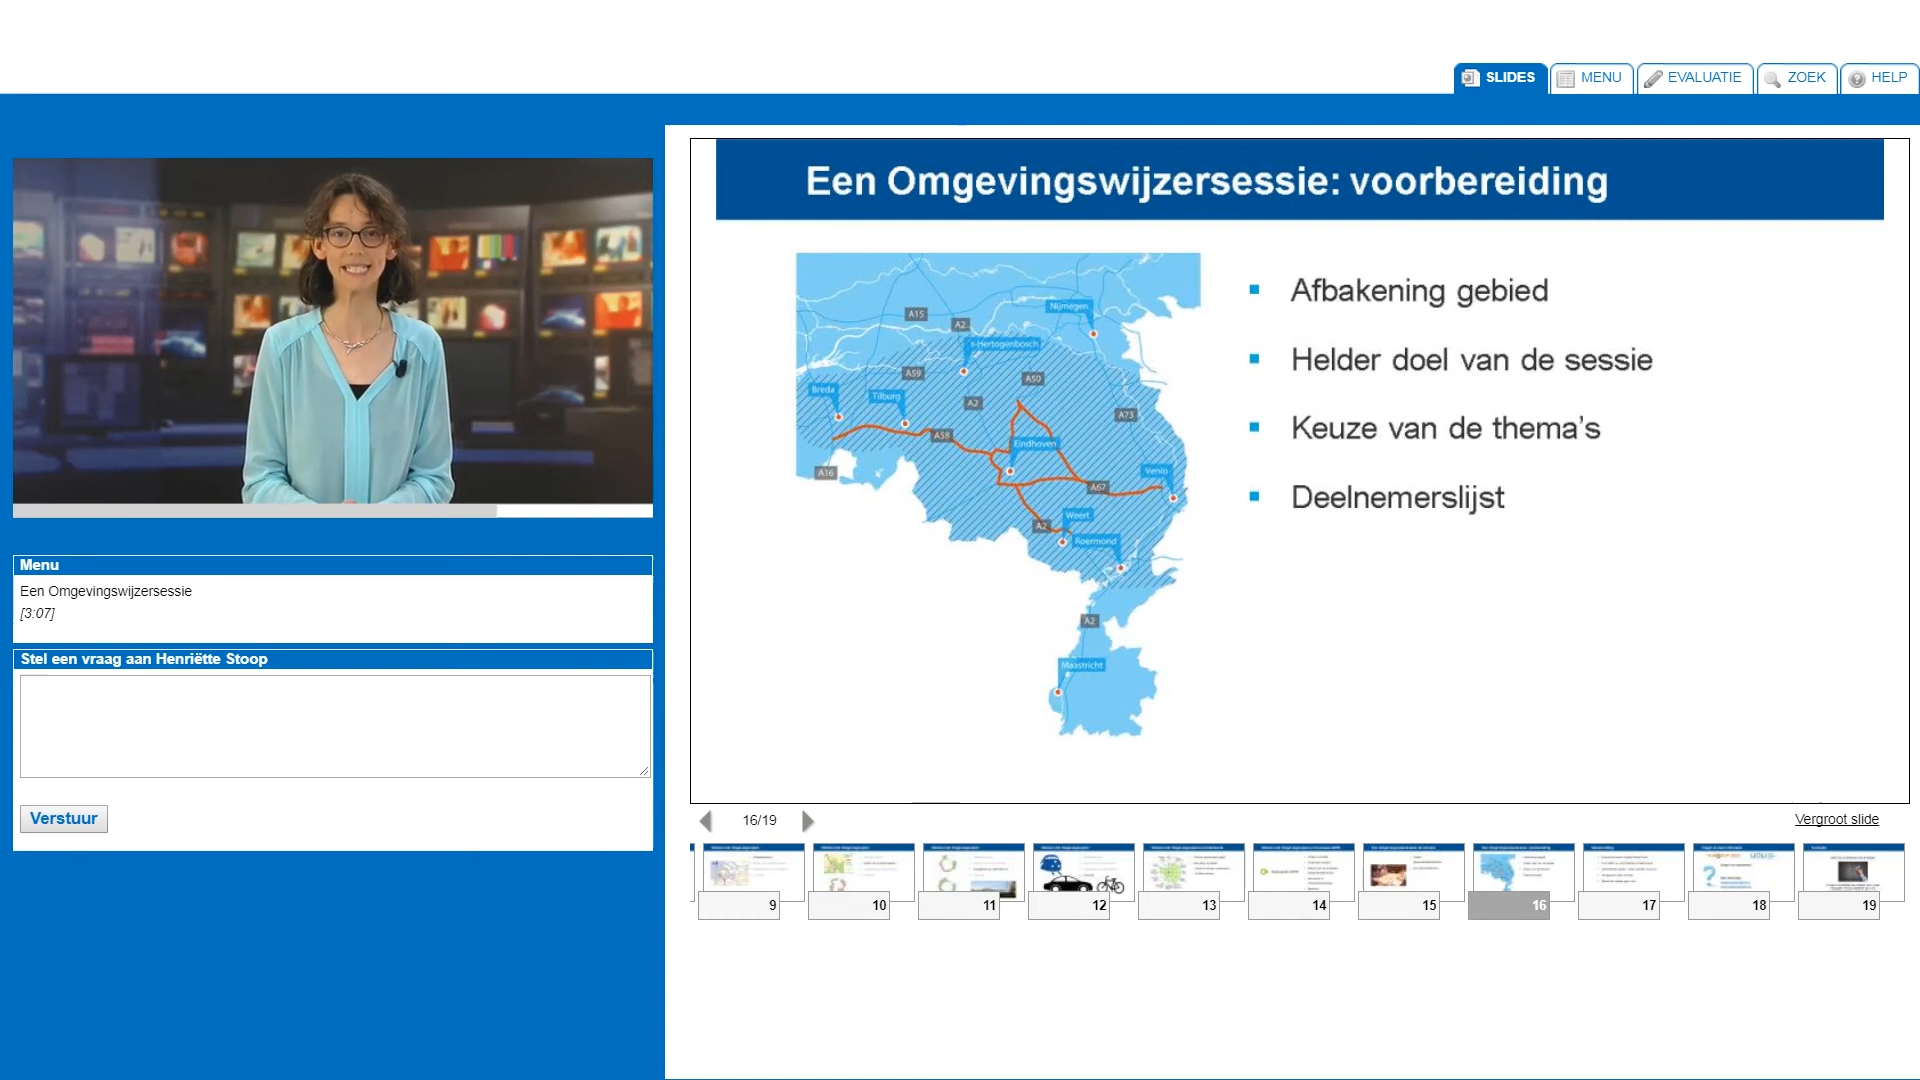 SLIDES
MENU
EVALUATIE
ZOEK
HELP
Een Omgevingswijzersessie: voorbereiding
Nijmegen
A15
A2
's-Hertogenbosch
A59
A50
Breda
Tilburg
A2
A73
A58
Eindhoven
A16
Venlo
A67
Weert
A2
Roermond
A2
Maastricht
Afbakening gebied
Helder doel van de sessie
Keuze van de thema's
Deelnemerslijst
Menu
Een Omgevingswijzersessie
[3:07]
Stel een vraag aan Henriëtte Stoop
Verstuur
16/19
Vergroot slide
9
10
11
12
13
14
15
16
17
18
19